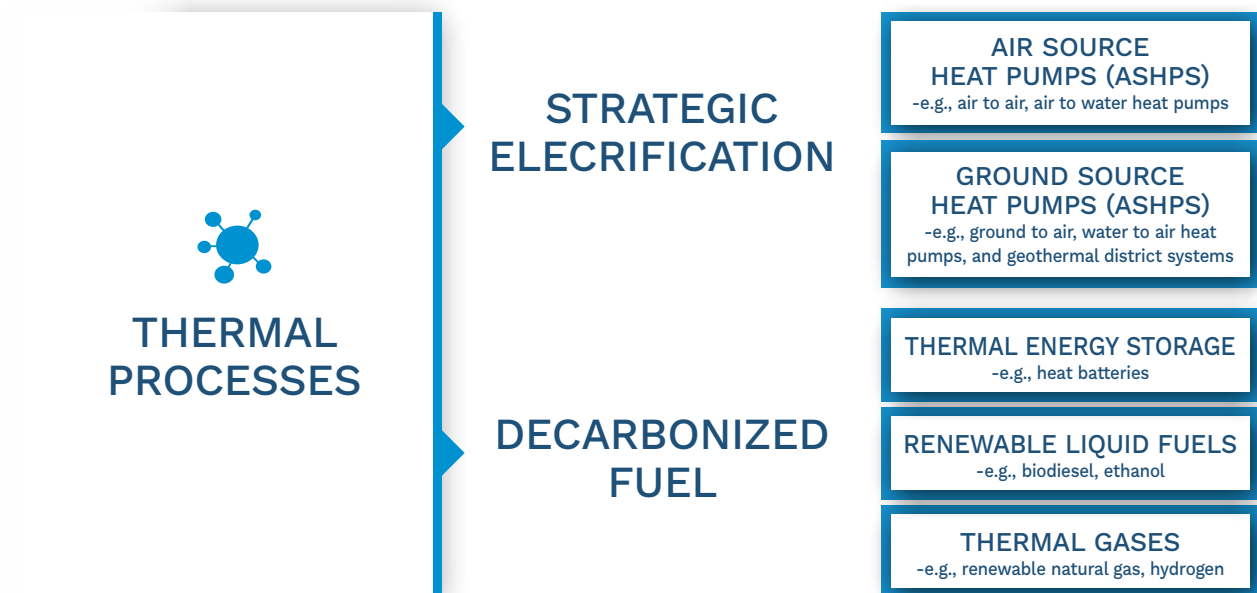 THERMAL
PROCESSES
STRATEGIC
ELECRIFICATION
AIR SOURCE
HEAT PUMPS (ASHPS)
-e.g., air to air, air to water heat pumps
GROUND SOURCE
HEAT PUMPS (ASHPS)
-e.g., ground to air, water to air heat
pumps, and geothermal district systems
DECARBONIZED
FUEL
THERMAL ENERGY STORAGE
-e.g., heat batteries
RENEWABLE LIQUID FUELS
-e.g., biodiesel, ethanol
THERMAL GASES
-e.g., renewable natural gas, hydrogen